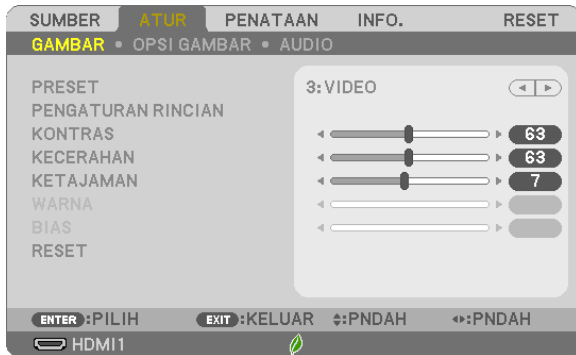 SUMBER ATUR PENATAAN INFO. RESET
GAMBAR • OPSI GAMBAR • AUDIO
PRESET 3:VIDEO
PENGATURAN RINCIAN
KONTRAS 63
KECERAHAN 63
KETAJAMAN 7
WARNA
BIAS
RESET
ENTER :PILIH EXIT :KELUAR :PNDAH :PNDAH
HDMI1